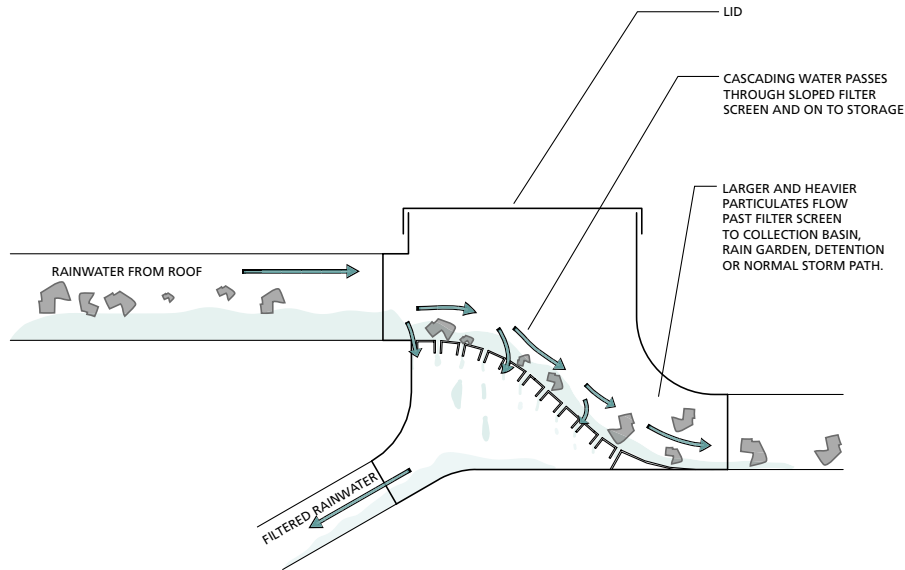 LID
CASCADING WATER PASSES
THROUGH SLOPED FILTER
SCREEN AND ON TO STORAGE
LARGER AND HEAVIER
PARTICULATES FLOW
PAST FILTER SCREEN
TO COLLECTION BASIN,
RAIN GARDEN, DETENTION
OR NORMAL STORM PATH.
RAINWATER FROM ROOF
FILTERED RAINWATER